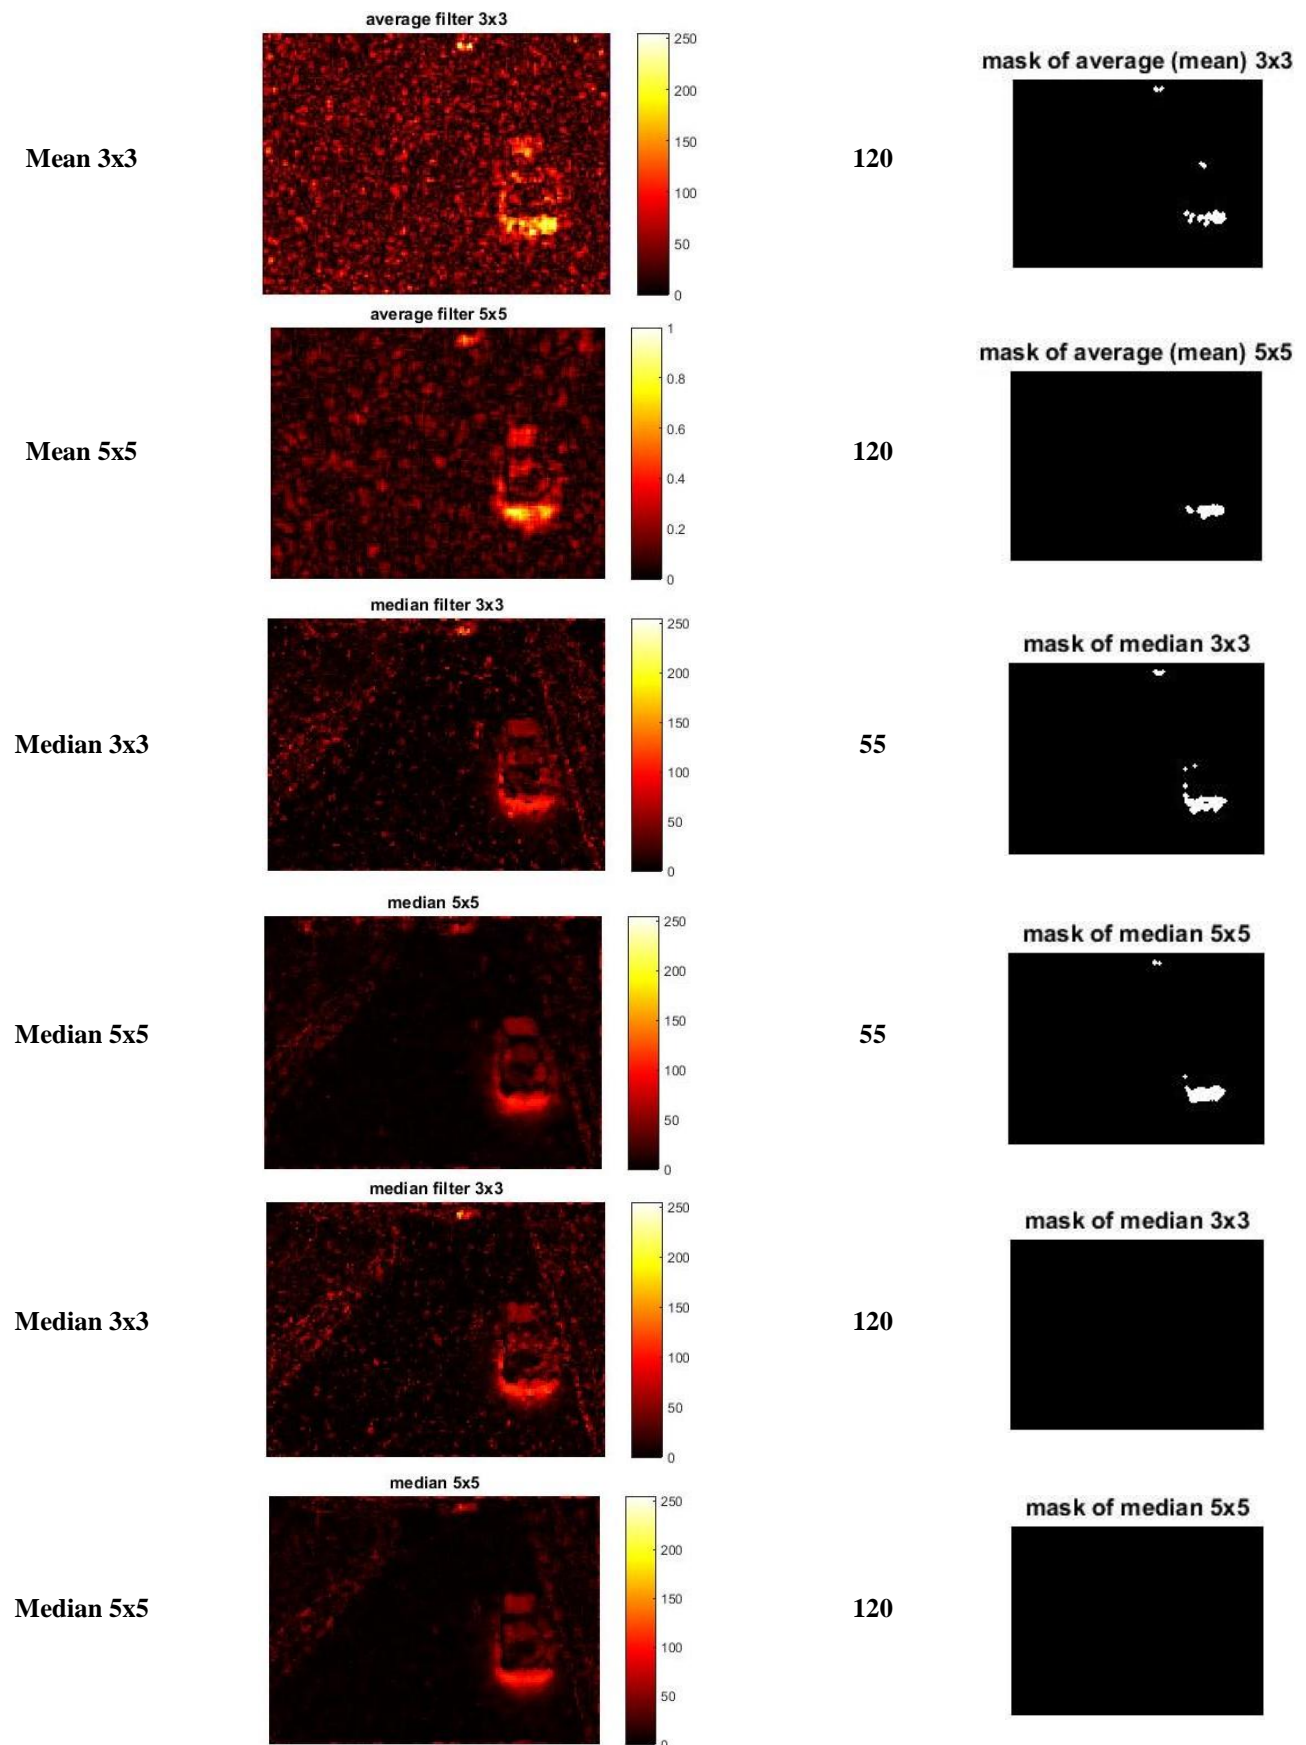 average filter 3x3
250
200
150
100
50
0
Mean 3x3
120
mask of average (mean) 3x3
average filter 5x5
1
0.8
0.6
0.4
0.2
0
Mean 5x5
120
mask of average (mean) 5x5
median filter 3x3
250
200
150
100
50
0
Median 3x3
55
mask of median 3x3
median 5x5
250
200
150
100
50
0
Median 5x5
55
mask of median 5x5
median filter 3x3
250
200
150
100
50
0
Median 3x3
120
mask of median 3x3
median 5x5
250
200
150
100
50
0
Median 5x5
120
mask of median 5x5